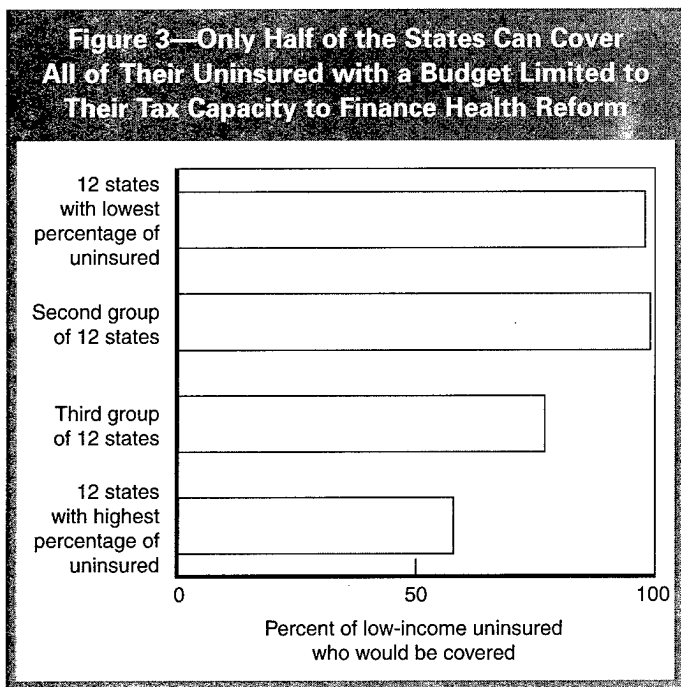 Figure 3—Only Half of the States Can Cover
All of Their Uninsured with a Budget Limited to
Their Tax Capacity to Finance Health Reform
12 states
with lowest
percentage of
uninsured
Second group
of 12 states
Third group
of 12 states
12 states
with highest
percentage of
uninsured
0 50 100
Percent of low-income uninsured
who would be covered